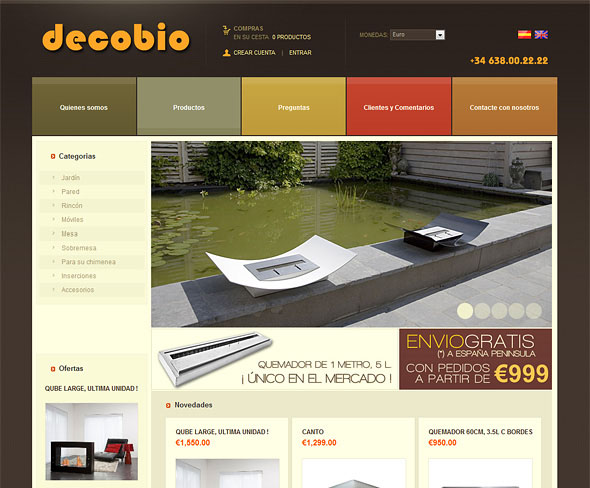 decobio
COMPRAS
EN SU CESTA: 0 PRODUCTOS
CREAR CUENTA | ENTRAR
MONEDAS: Euro
+34 638.00.22.22
Quienes somos
Productos
Preguntas
Clientes y Comentarios
Contacte con nosotros
Categorias
Jardín
Pared
Rincón
Móviles
Mesa
Sobremesa
Para su chimenea
Inserciones
Accesorios
QUEMADOR DE 1 METRO, 5 L.
¡ ÚNICO EN EL MERCADO !
ENVIOGRATIS
(*) A ESPAÑA PENINSULA
CON PEDIDOS
A PARTIR DE €999
Ofertas
QUBE LARGE, ULTIMA UNIDAD !
Novedades
QUBE LARGE, ULTIMA UNIDAD !
€1,550.00
CANTO
€1,299.00
QUEMADOR 60CM, 3.5L C BORDES
€950.00